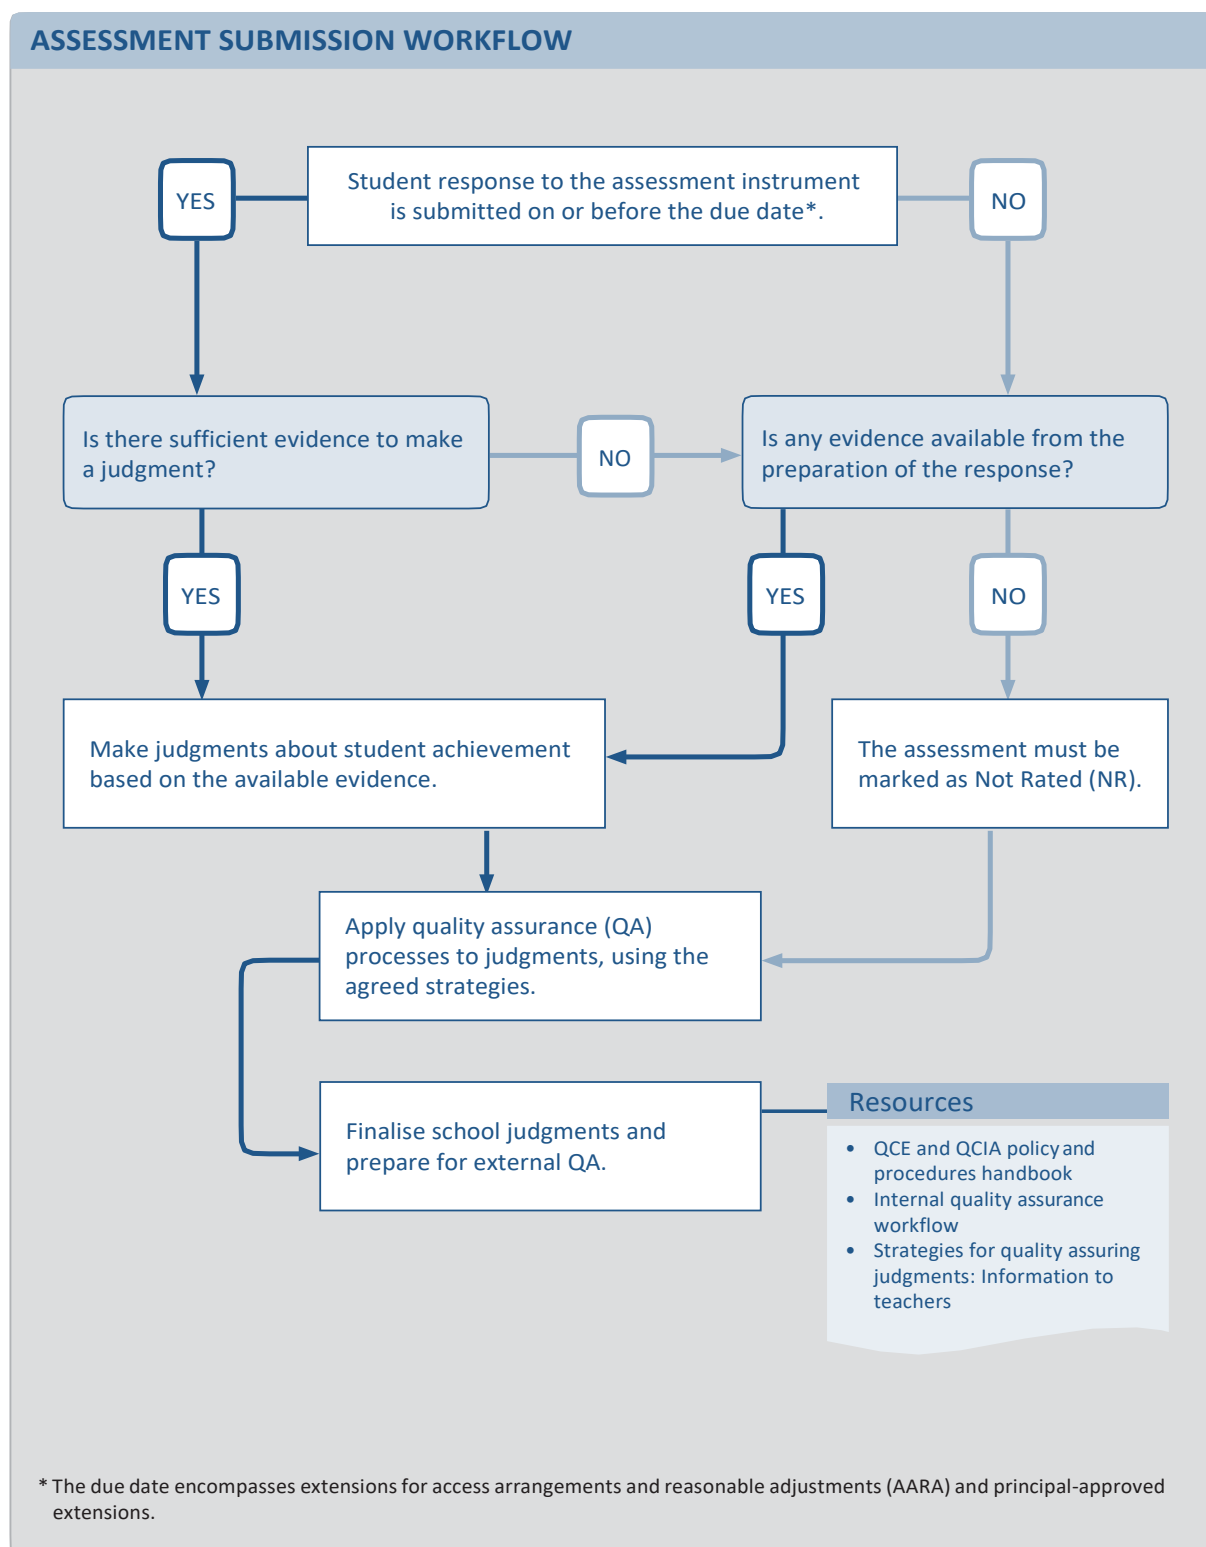 ASSESSMENT SUBMISSION WORKFLOW
YES
Student response to the assessment instrument
is submitted on or before the due date*.
NO
Is there sufficient evidence to make
a judgment?
NO
Is any evidence available from the
preparation of the response?
YES
YES
NO
Make judgments about student achievement
based on the available evidence.
The assessment must be
marked as Not Rated (NR).
Apply quality assurance (QA)
processes to judgments, using the
agreed strategies.
Finalise school judgments and
prepare for external QA.
Resources
• QCE and QCIA policy and
procedures handbook
• Internal quality assurance
workflow
• Strategies for quality assuring
judgments: Information to
teachers
* The due date encompasses extensions for access arrangements and reasonable adjustments (AARA) and principal-approved
extensions.